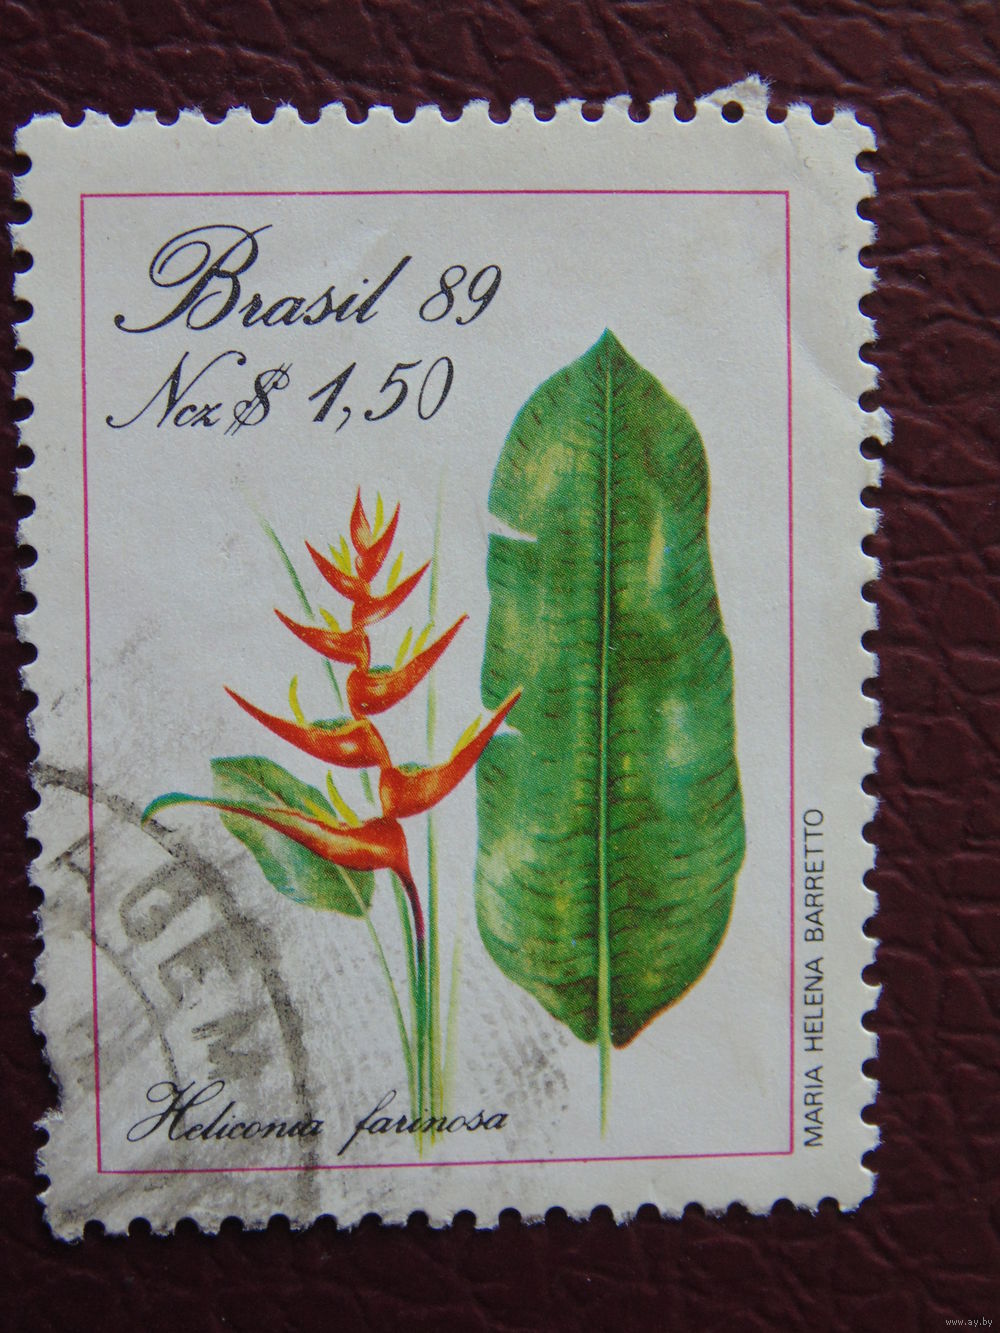 Brasil 89
Ncz$ 1,50
Heliconia farinosa
MARIA HELENA BARRETTO
www.ay.by